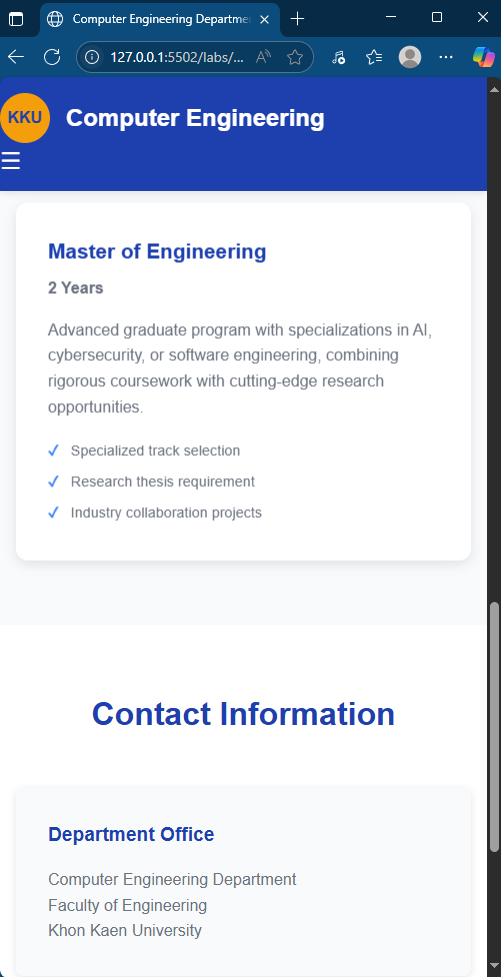 Computer Engineering Departme
127.0.0.1:5502/labs/...
KKU
Computer Engineering
Master of Engineering
2 Years
Advanced graduate program with specializations in AI,
cybersecurity, or software engineering, combining
rigorous coursework with cutting-edge research
opportunities.
✓ Specialized track selection
✓ Research thesis requirement
✓ Industry collaboration projects
Contact Information
Department Office
Computer Engineering Department
Faculty of Engineering
Khon Kaen University